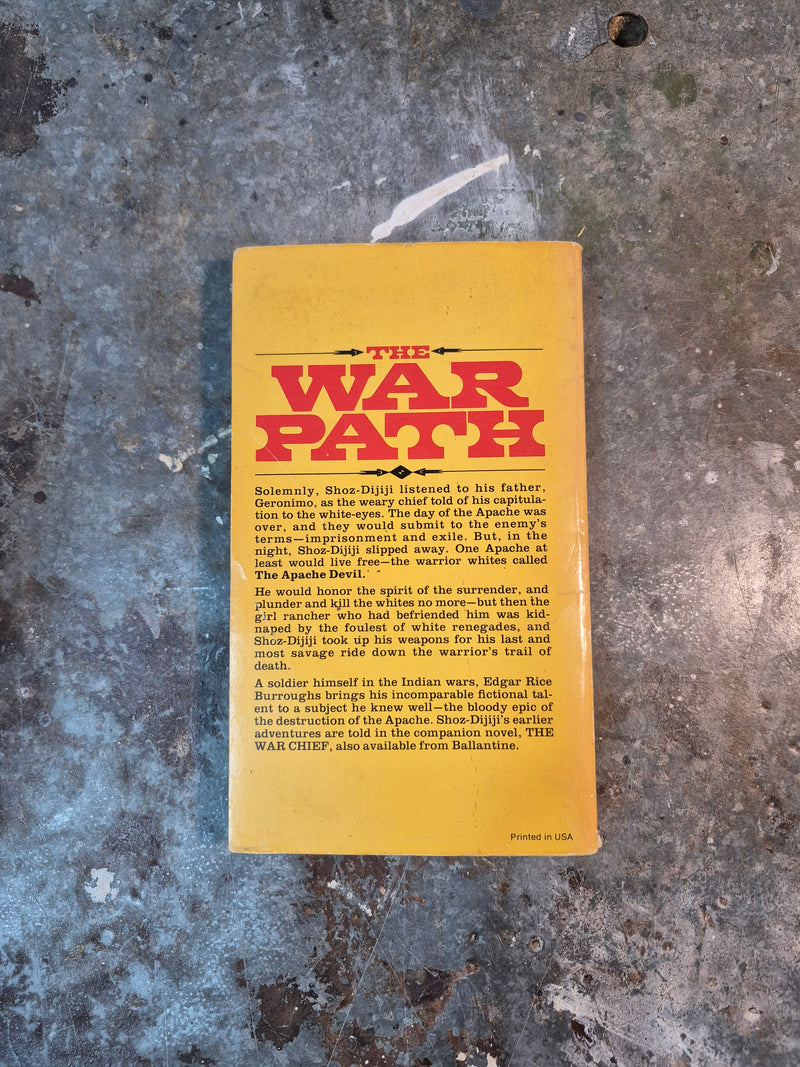 THE
WAR
PATH
Solemnly, Shoz-Dijiji listened to his father,
Geronimo, as the weary chief told of his capitula-
tion to the white-eyes. The day of the Apache was
over, and they would submit to the enemy's
terms—imprisonment and exile. But, in the
night, Shoz-Dijiji slipped away. One Apache at
least would live free—the warrior whites called
The Apache Devil.
He would honor the spirit of the surrender, and
plunder and kill the whites no more—but then the
girl rancher who had befriended him was kid-
naped by the foulest of white renegades, and
Shoz-Dijiji took up his weapons for his last and
most savage ride down the warrior's trail of
death.
A soldier himself in the Indian wars, Edgar Rice
Burroughs brings his incomparable fictional tal-
ent to a subject he knew well—the bloody epic of
the destruction of the Apache. Shoz-Dijiji's earlier
adventures are told in the companion novel, THE
WAR CHIEF, also available from Ballantine.
Printed in USA